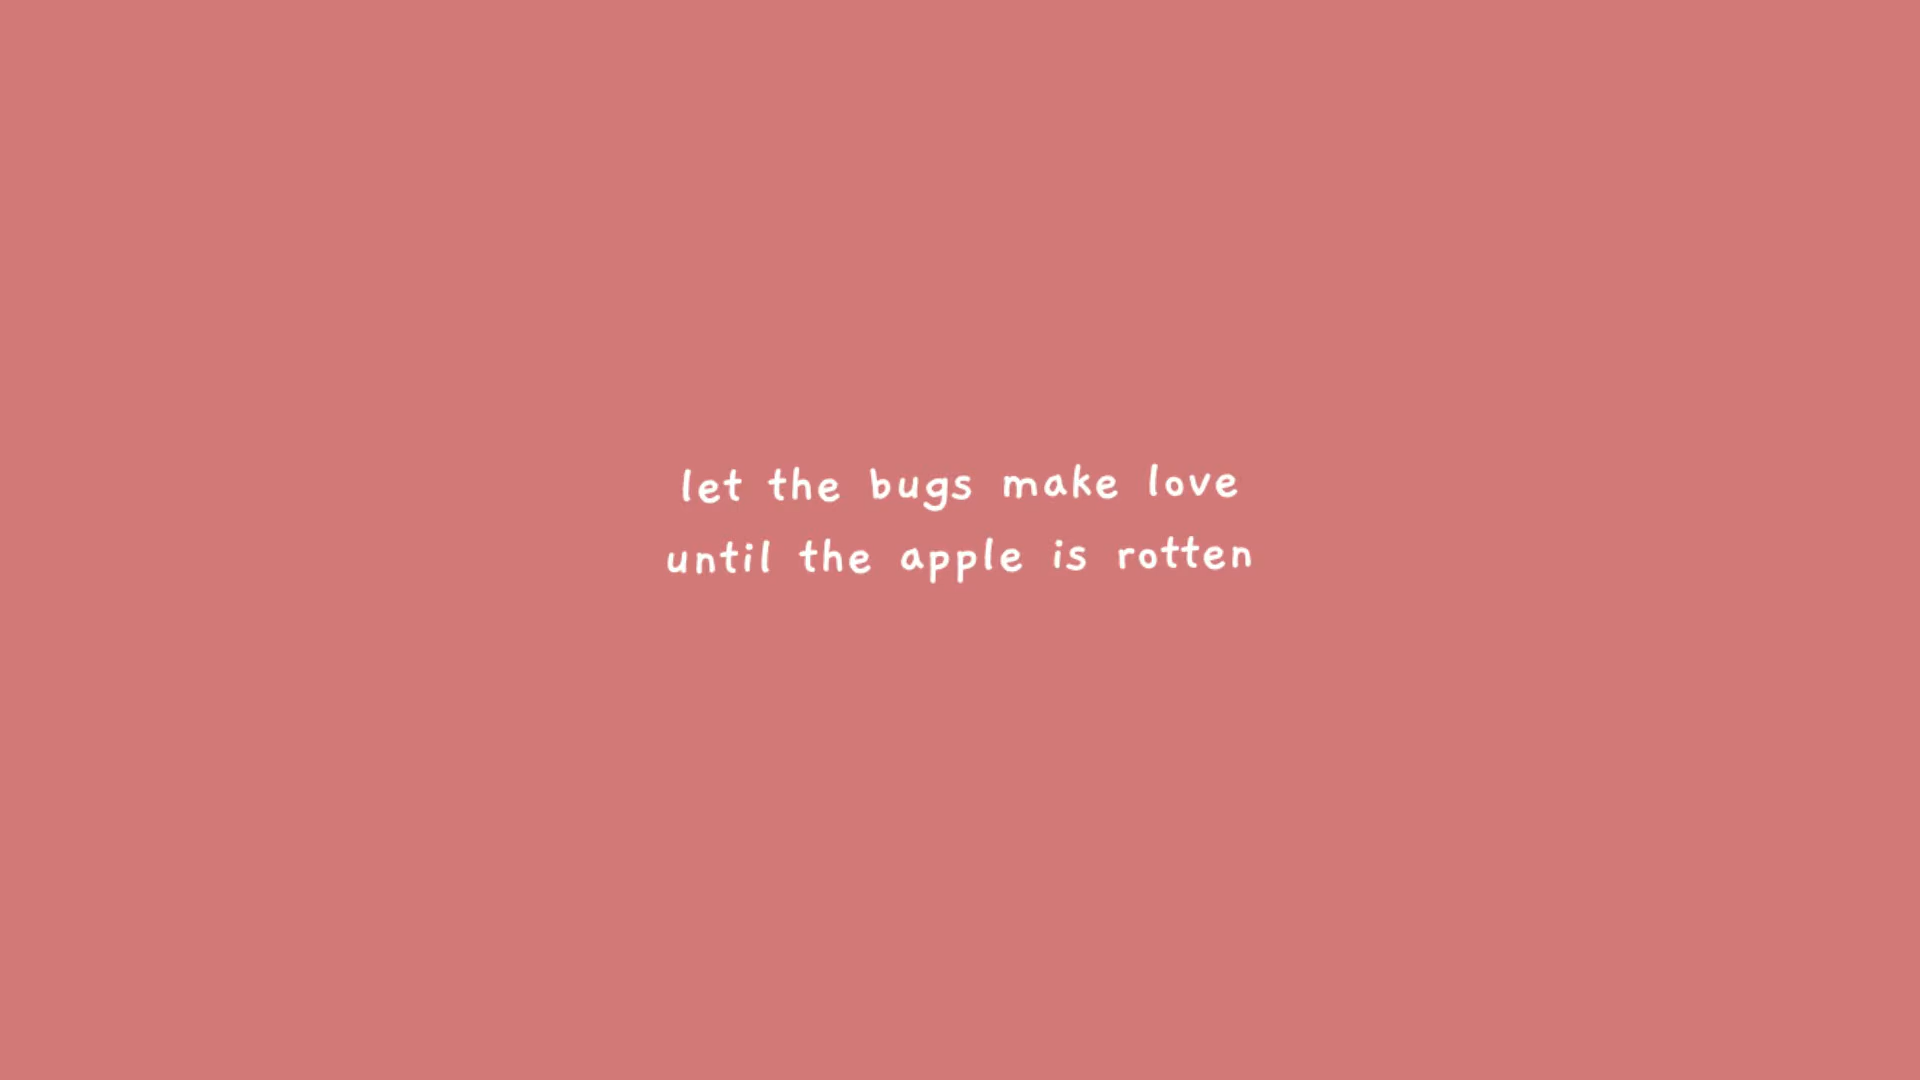 let the bugs make love
until the apple is rotten